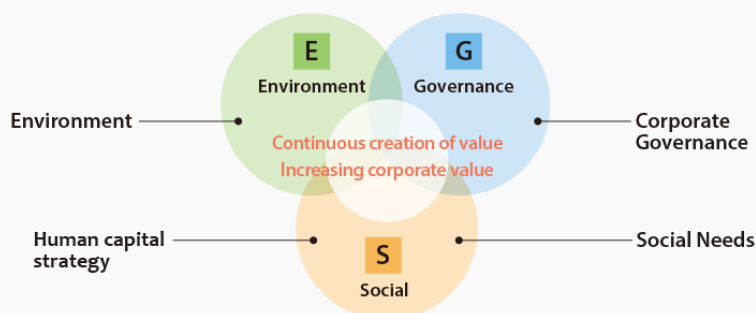 E
Environment
G
Governance
Environment
Corporate
Governance
Continuous creation of value
Increasing corporate value
Human capital
strategy
Social Needs
S
Social